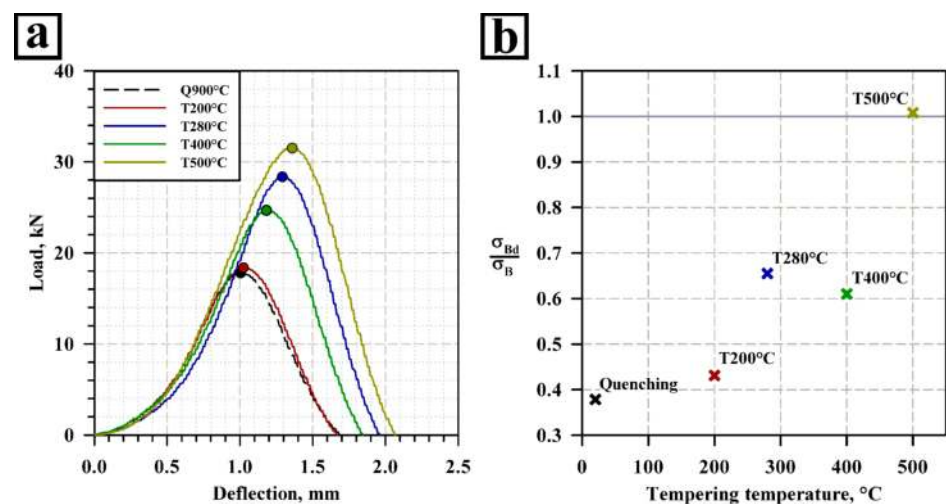 a
40
30
20
10
0
Load, kN
Q900°C
T200°C
T280°C
T400°C
T500°C
0.0 0.5 1.0 1.5 2.0 2.5
Deflection, mm
b
1.1
1.0
0.9
0.8
0.7
0.6
0.5
0.4
0.3
σBd
σB
T500°C
T280°C
T400°C
T200°C
Quenching
0 100 200 300 400 500
Tempering temperature, °C